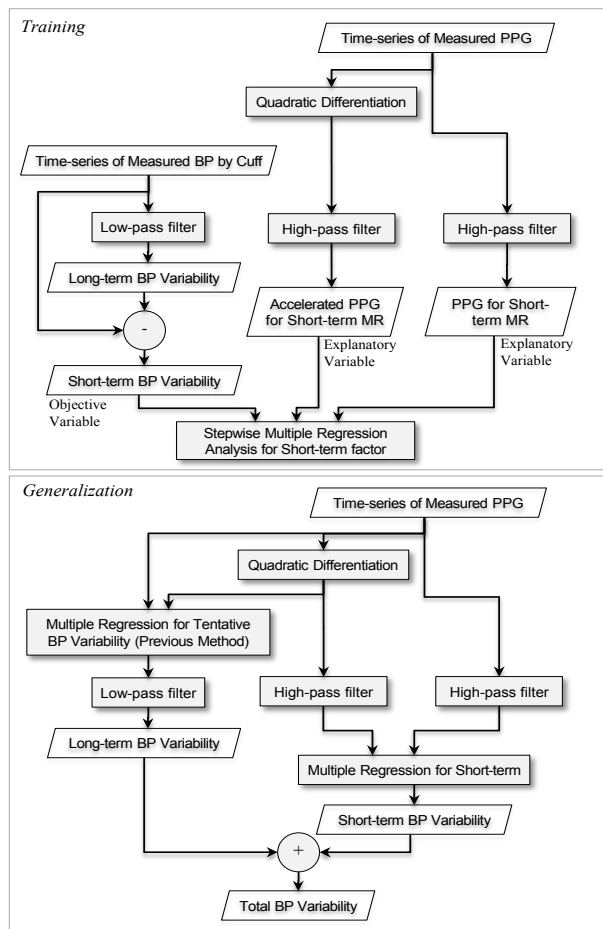 Training
Time-series of Measured PPG
Quadratic Differentiation
Time-series of Measured BP by Cuff
Low-pass filter
High-pass filter
High-pass filter
Long-term BP Variability
Accelerated PPG
for Short-term MR
PPG for Short-
term MR
-
Explanatory
Variable
Explanatory
Variable
Short-term BP Variability
Objective
Variable
Stepwise Multiple Regression
Analysis for Short-term factor
Generalization
Time-series of Measured PPG
Quadratic Differentiation
Multiple Regression for Tentative
BP Variability (Previous Method)
Low-pass filter
High-pass filter
High-pass filter
Long-term BP Variability
Multiple Regression for Short-term
Short-term BP Variability
+
Total BP Variability